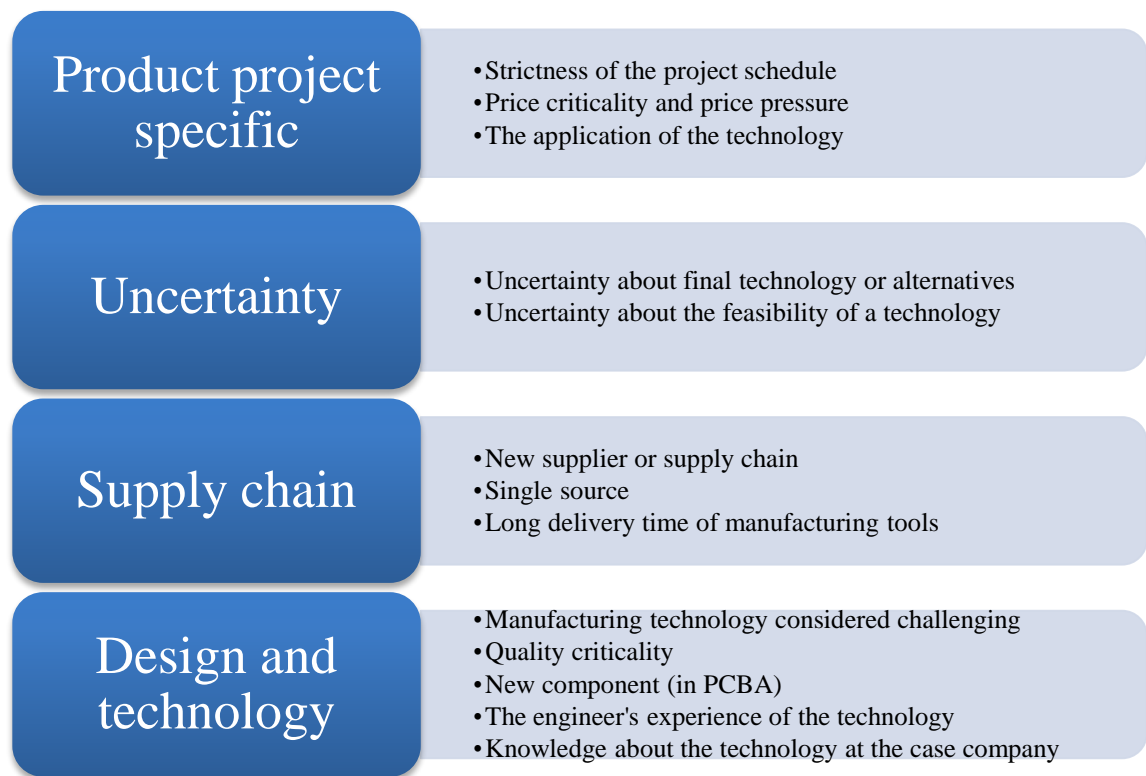 Product project
specific
•Strictness of the project schedule
•Price criticality and price pressure
•The application of the technology
Uncertainty
•Uncertainty about final technology or alternatives
•Uncertainty about the feasibility of a technology
Supply chain
•New supplier or supply chain
•Single source
•Long delivery time of manufacturing tools
Design and
technology
•Manufacturing technology considered challenging
•Quality criticality
•New component (in PCBA)
•The engineer's experience of the technology
•Knowledge about the technology at the case company